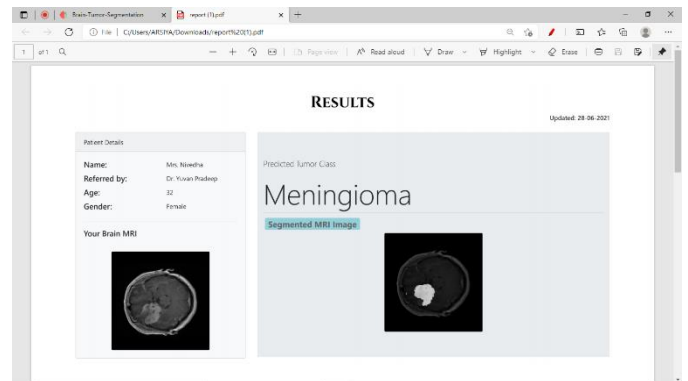 Brain-Tumor-Segmentation
report (1).pdf
File | C:/Users/ARSHYA/Downloads/report%20(1).pdf
1 of 1
Page view | Read aloud | Draw | Highlight | Erase
RESULTS
Updated: 28-06-2021
Patient Details
Name: Mrs. Nivedha
Referred by: Dr. Yuvan Pradeep
Age: 32
Gender: Female
Your Brain MRI
Predicted Tumor Class
Meningioma
Segmented MRI Image